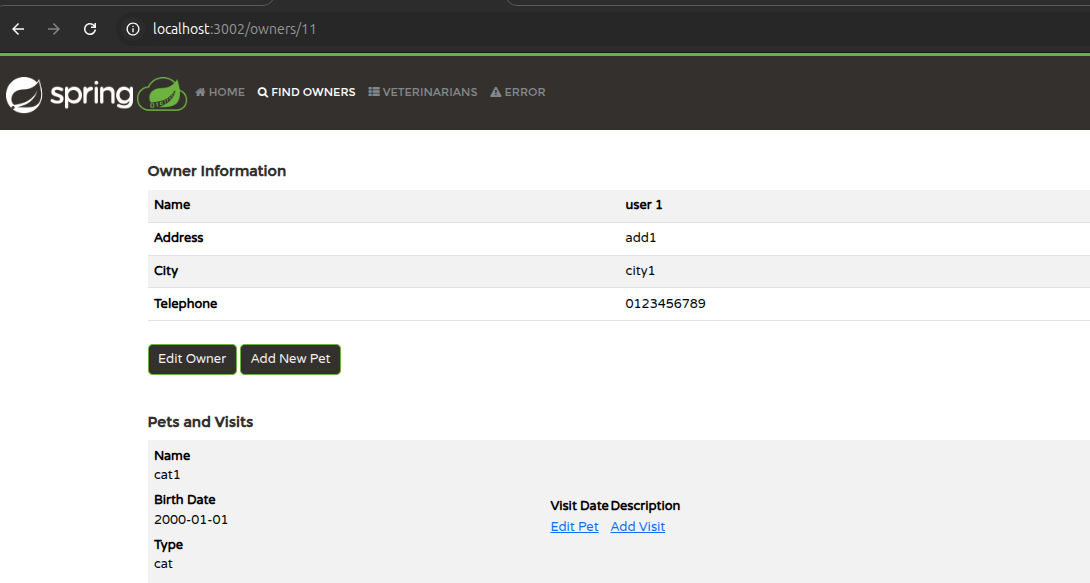 localhost:3002/owners/11
spring HOME FIND OWNERS VETERINARIANS ERROR
Owner Information
Name user 1
Address add1
City city1
Telephone 0123456789
Edit Owner Add New Pet
Pets and Visits
Name
cat1
Birth Date
2000-01-01
Type
cat
Visit Date Description
Edit Pet Add Visit